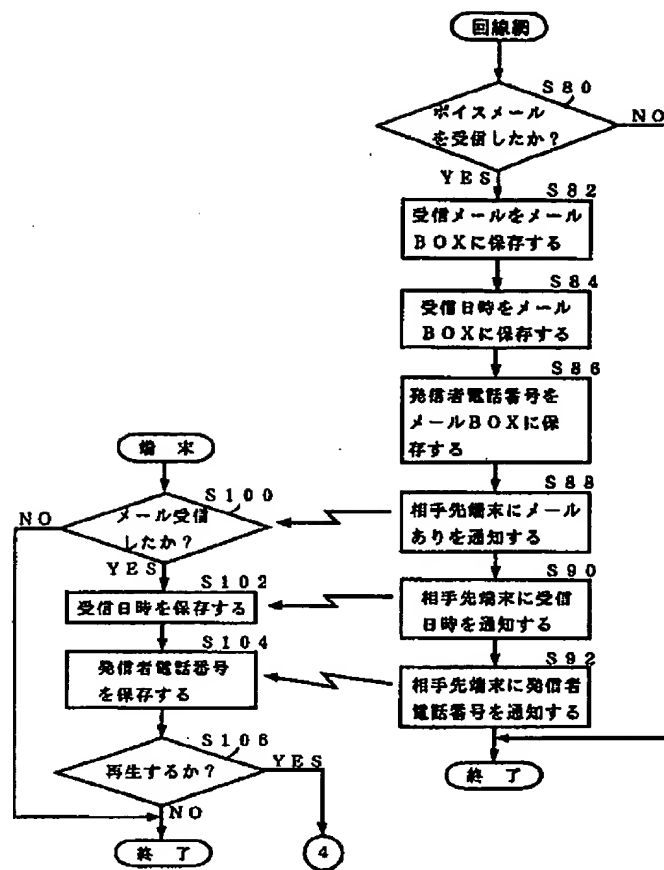 回線網
S80
ボイスメール
を受信したか?
NO
YES
S82
受信メールをメール
BOXに保存する
S84
受信日時をメール
BOXに保存する
S86
発信者電話番号を
メールBOXに保
存する
S88
相手先端末にメール
ありを通知する
S90
相手先端末に受信
日時を通知する
S92
相手先端末に発信者
電話番号を通知する
終了
端末
S100
メール受信
したか?
NO
YES
S102
受信日時を保存する
S104
発信者電話番号
を保存する
S106
再生するか?
YES
NO
終了
4